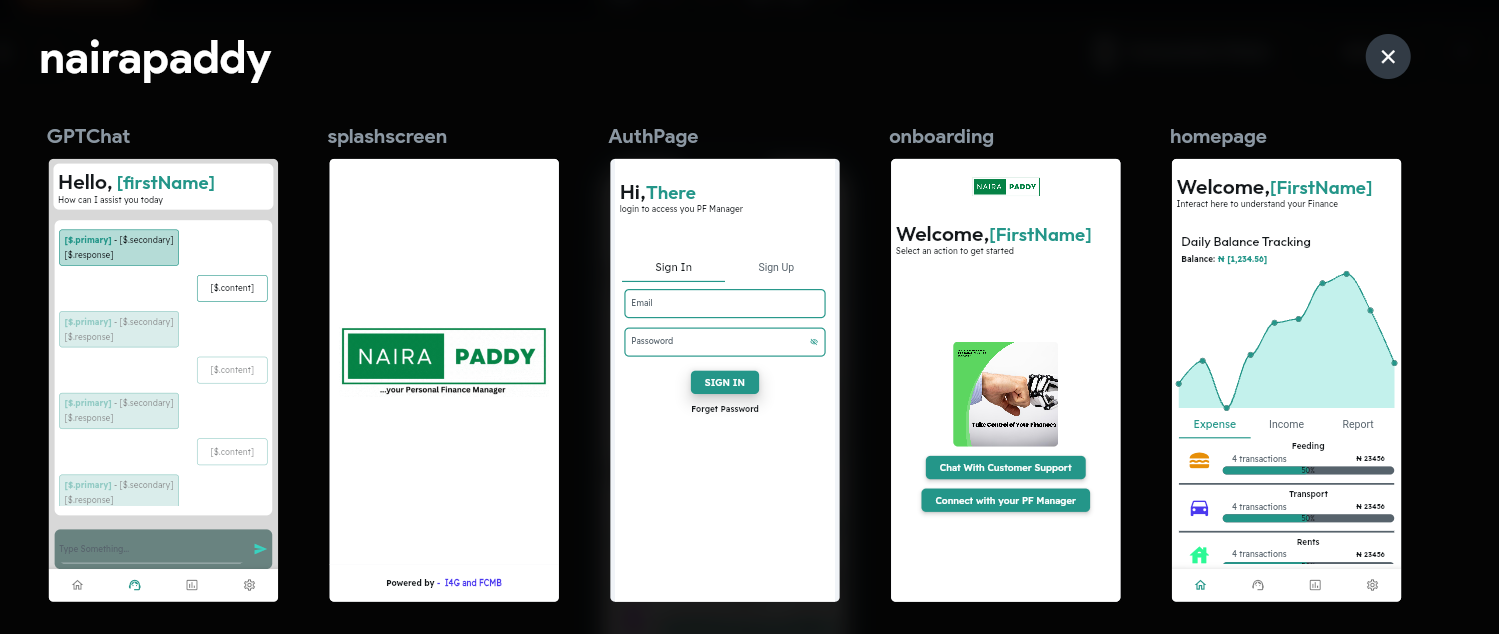 nairapaddy
GPTChat
Hello, [firstName]
How can I assist you today
[$.primary] - [$.secondary]
[$.response]
[$.content]
[$.primary] - [$.secondary]
[$.response]
[$.content]
[$.primary] - [$.secondary]
[$.response]
[$.content]
[$.primary] - [$.secondary]
[$.response]
Type Something...
splashscreen
NAIRA PADDY
...your Personal Finance Manager
Powered by - I4G and FCMB
AuthPage
Hi,There
login to access you PF Manager
Sign In Sign Up
Email
Password
SIGN IN
Forget Password
onboarding
NAIRA PADDY
Welcome,[FirstName]
Select an action to get started
Take Control of Your Finances
Chat With Customer Support
Connect with your PF Manager
homepage
Welcome,[FirstName]
Interact here to understand your Finance
Daily Balance Tracking
Balance: ₦ [1,234.56]
Expense Income Report
Feeding
4 transactions ₦ 23456
50%
Transport
4 transactions ₦ 23456
50%
Rents
4 transactions ₦ 23456